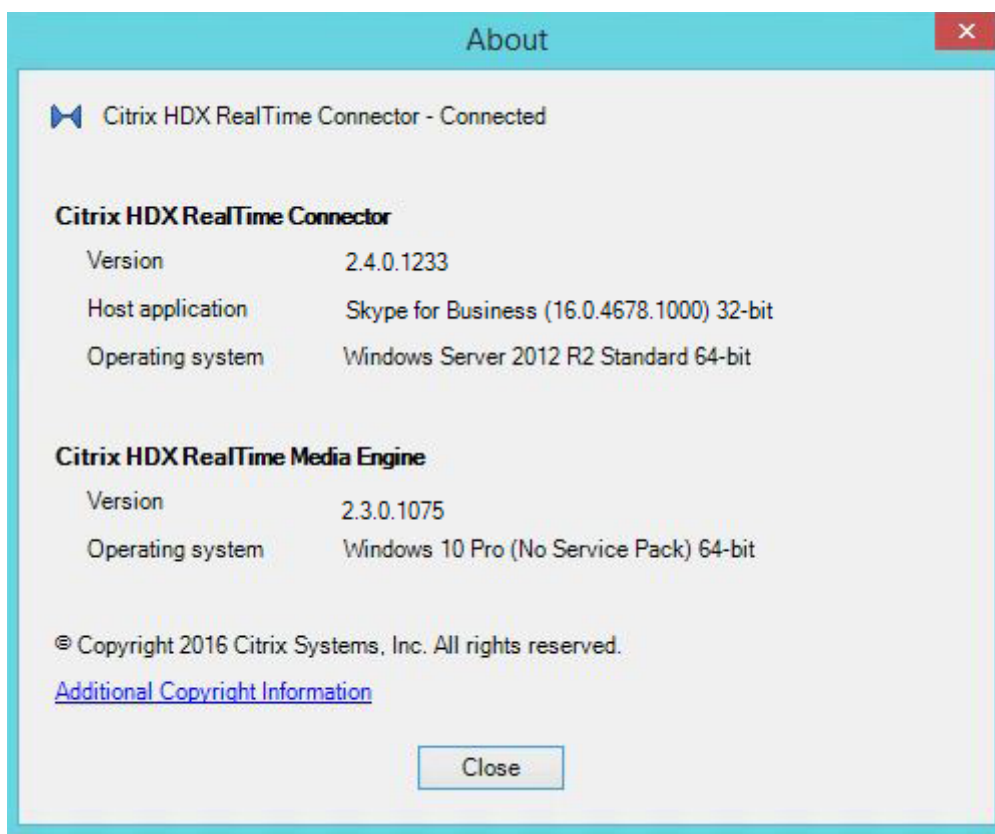 About
Citrix HDX RealTime Connector - Connected
Citrix HDX RealTime Connector
Version 2.4.0.1233
Host application Skype for Business (16.0.4678.1000) 32-bit
Operating system Windows Server 2012 R2 Standard 64-bit
Citrix HDX RealTime Media Engine
Version 2.3.0.1075
Operating system Windows 10 Pro (No Service Pack) 64-bit
© Copyright 2016 Citrix Systems, Inc. All rights reserved.
Additional Copyright Information
Close